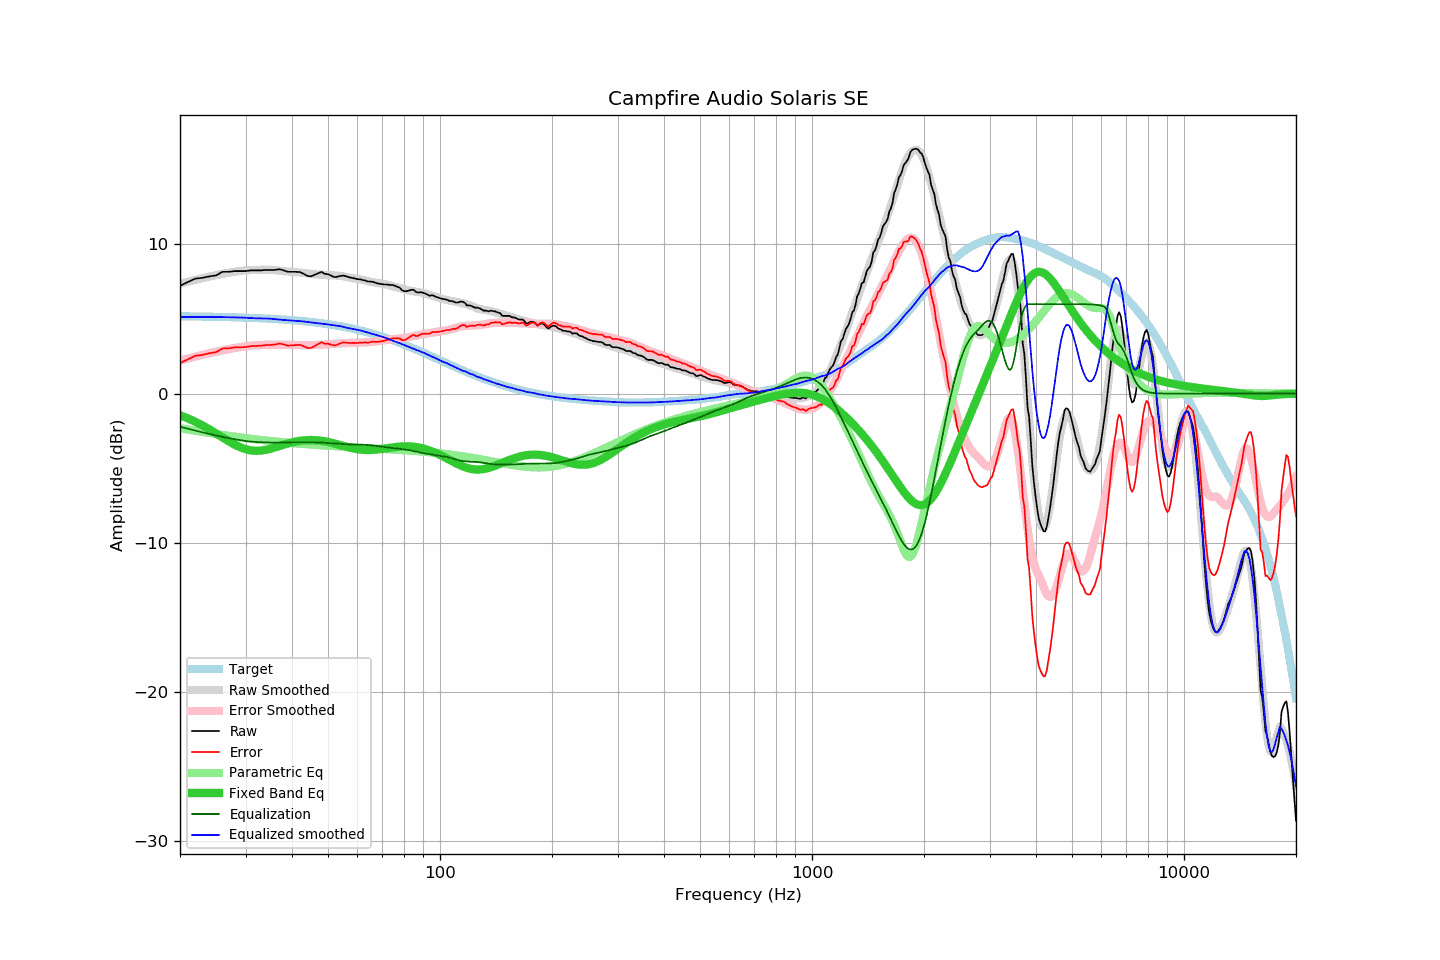 Campfire Audio Solaris SE
Amplitude (dBr)
10
0
−10
−20
−30
Target
Raw Smoothed
Error Smoothed
Raw
Error
Parametric Eq
Fixed Band Eq
Equalization
Equalized smoothed
100
1000
10000
Frequency (Hz)